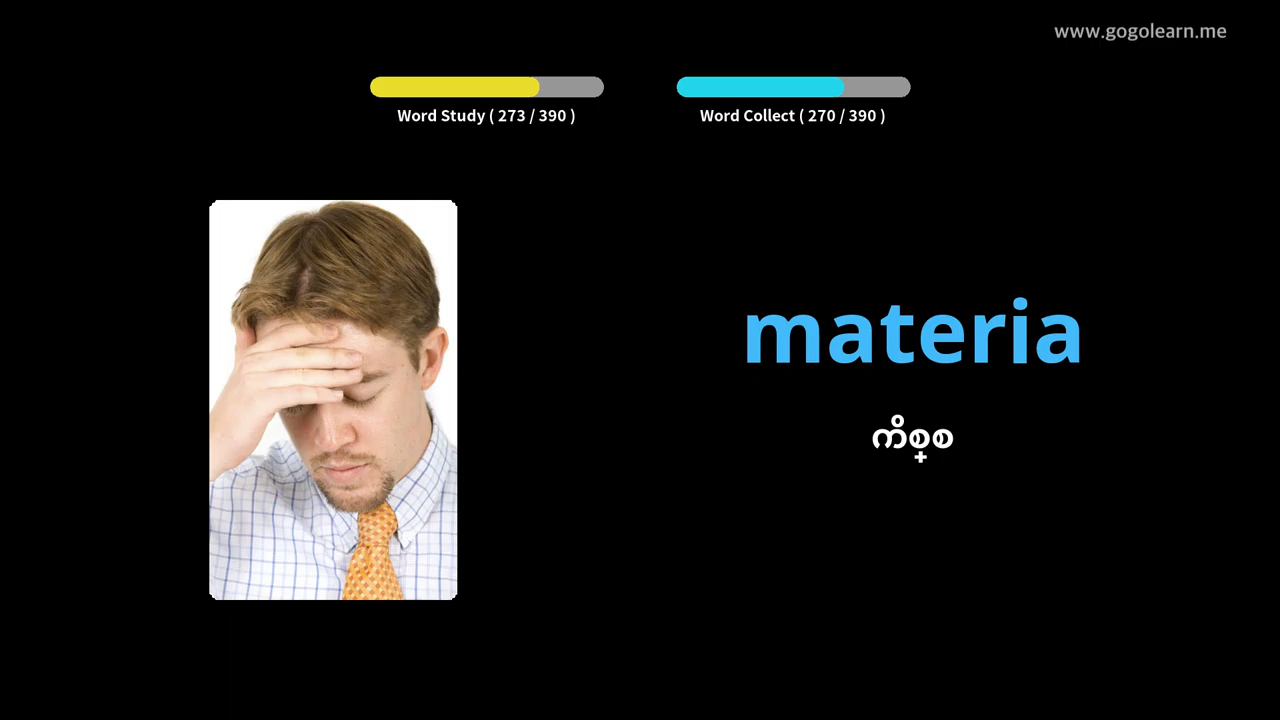 www.gogolearn.me
Word Study ( 273 / 390 )
Word Collect ( 270 / 390 )
materia
ကိစ္စ